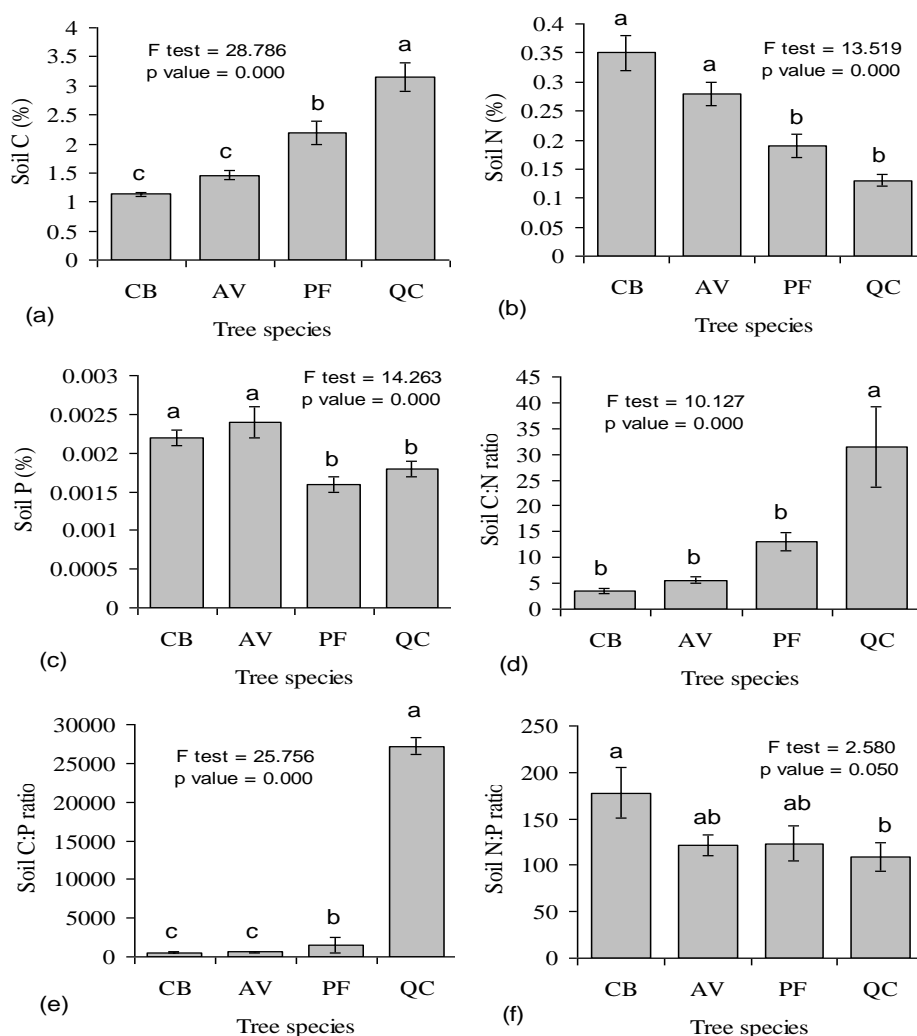 F test = 28.786
p value = 0.000
Soil C (%)
4
3.5
3
2.5
2
1.5
1
0.5
0
c
c
b
a
CB AV PF QC
(a)
Tree species
F test = 13.519
p value = 0.000
Soil N (%)
0.4
0.35
0.3
0.25
0.2
0.15
0.1
0.05
0
a
a
b
b
CB AV PF QC
(b)
Tree species
F test = 14.263
p value = 0.000
Soil P (%)
0.003
0.0025
0.002
0.0015
0.001
0.0005
0
a
a
b
b
CB AV PF QC
(c)
Tree species
F test = 10.127
p value = 0.000
Soil C:N ratio
45
40
35
30
25
20
15
10
5
0
b
b
b
a
CB AV PF QC
(d)
Tree species
F test = 25.756
p value = 0.000
Soil C:P ratio
30000
25000
20000
15000
10000
5000
0
c
c
b
a
CB AV PF QC
(e)
Tree species
F test = 2.580
p value = 0.050
Soil N:P ratio
250
200
150
100
50
0
a
ab
ab
b
CB AV PF QC
(f)
Tree species